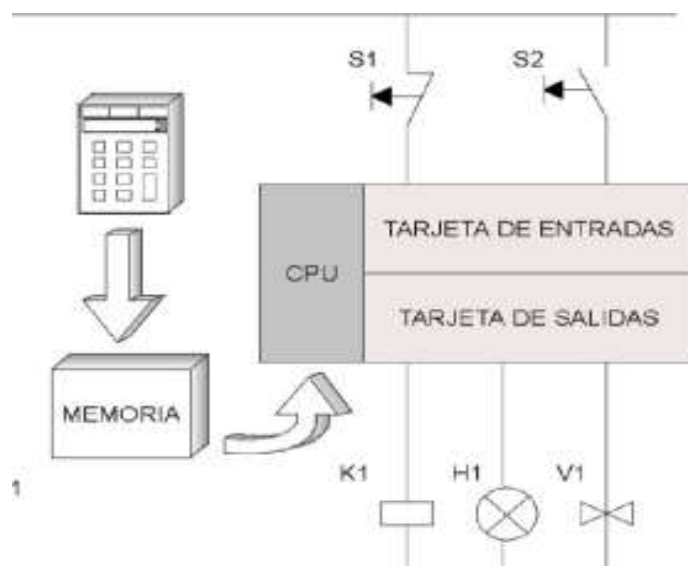 S1
S2
TARJETA DE ENTRADAS
CPU
TARJETA DE SALIDAS
MEMORIA
K1
H1
V1
1